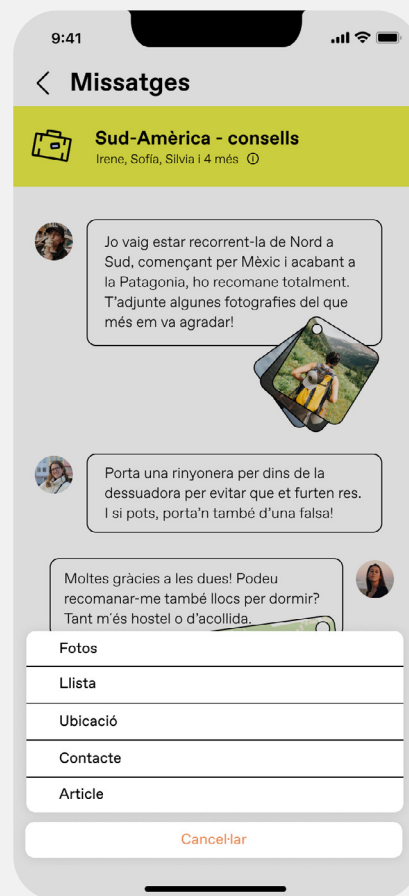 9:41
Missatges
Sud-Amèrica - consells
Irene, Sofía, Silvia i 4 més
Jo vaig estar recorrent-la de Nord a
Sud, començant per Mèxic i acabant a
la Patagonia, ho recomane totalment.
T'adjunte algunes fotografies del que
més em va agradar!
Porta una rinyonera per dins de la
dessuadora per evitar que et furten res.
I si pots, porta'n també d'una falsa!
Moltes gràcies a les dues! Podeu
recomanar-me també llocs per dormir?
Tant m´és hostel o d'acollida.
Fotos
Llista
Ubicació
Contacte
Article
Cancel·lar